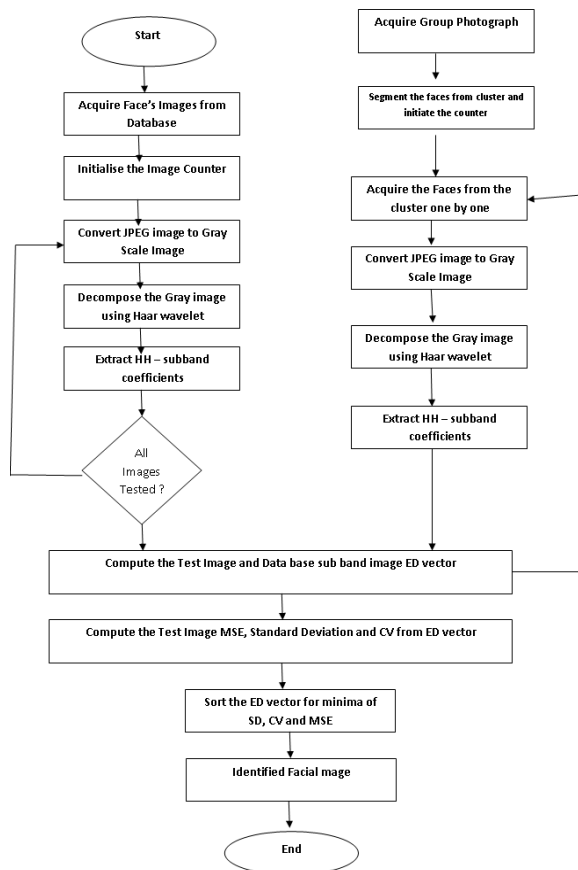 Start
Acquire Face's Images from
Database
Initialise the Image Counter
Convert JPEG image to Gray
Scale Image
Decompose the Gray image
using Haar wavelet
Extract HH – subband
coefficients
All
Images
Tested ?
Acquire Group Photograph
Segment the faces from cluster and
initiate the counter
Acquire the Faces from the
cluster one by one
Convert JPEG image to Gray
Scale Image
Decompose the Gray image
using Haar wavelet
Extract HH – subband
coefficients
Compute the Test Image and Data base sub band image ED vector
Compute the Test Image MSE, Standard Deviation and CV from ED vector
Sort the ED vector for minima of
SD, CV and MSE
Identified Facial mage
End